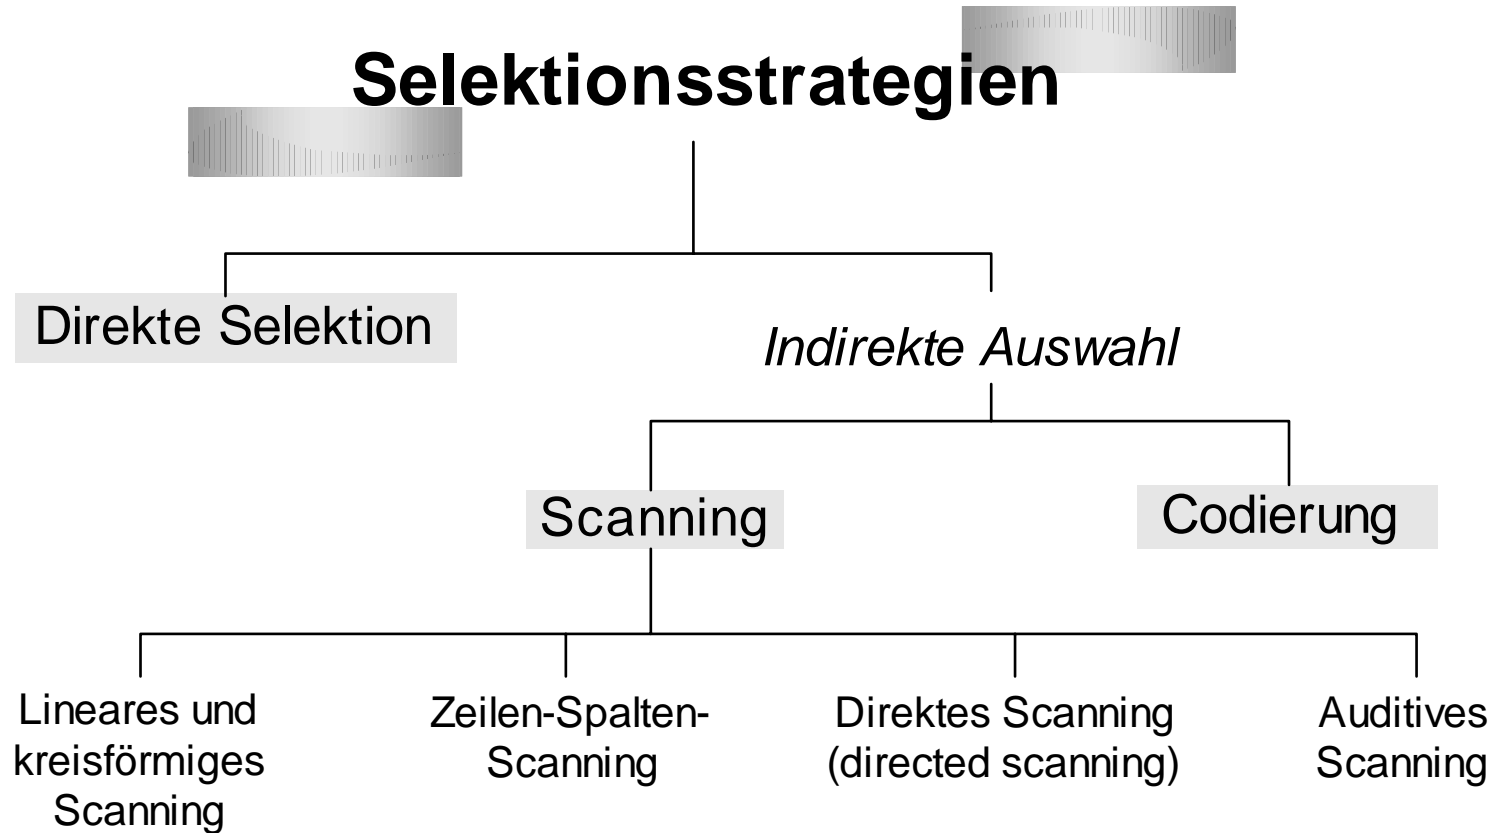 Selektionsstrategien
Direkte Selektion
Indirekte Auswahl
Scanning
Codierung
Lineares und
kreisförmiges
Scanning
Zeilen-Spalten-
Scanning
Direktes Scanning
(directed scanning)
Auditives
Scanning